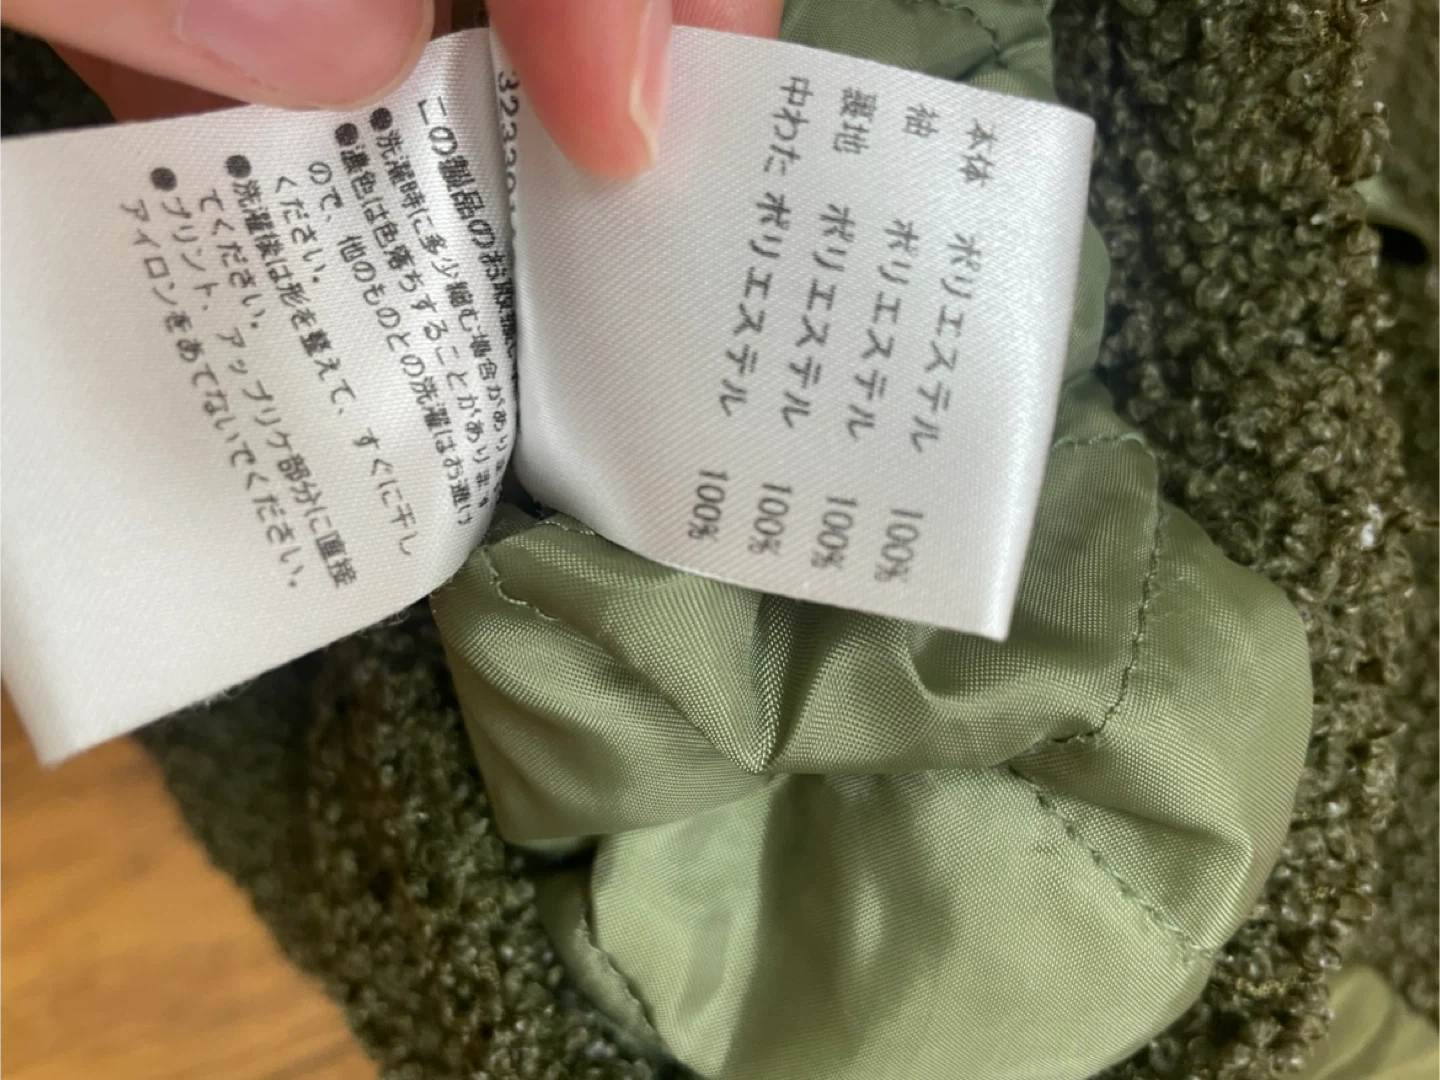 本体 ポリエステル 100%
袖 ポリエステル 100%
裏地 ポリエステル 100%
中わた ポリエステル 100%
この製品のお取扱い
●洗濯時に多少縮む場合があります
●濃色は色落ちすることがあります
ので、他のものとの洗濯はお避け
ください。
●洗濯後は形を整えて、すぐに干し
てください。
●プリント、アップリケ部分に直接
アイロンをあてないでください。